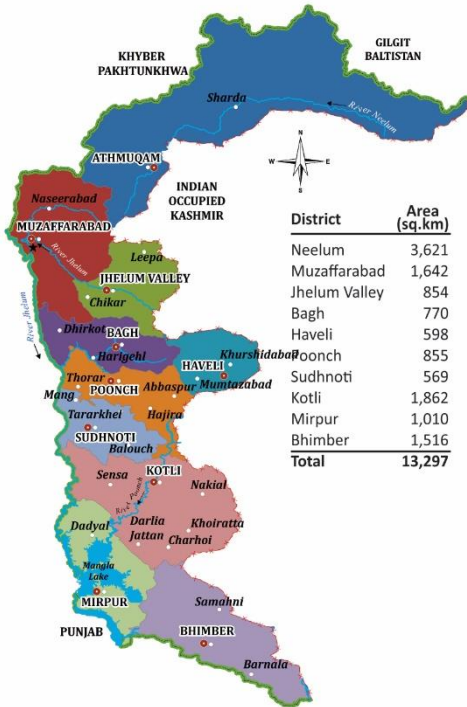 KHYBER
PAKHTUNKHWA
GILGIT
BALTISTAN
Sharda
River Neelum
ATHMUQAM
N
W E
S
INDIAN
OCCUPIED
KASHMIR
Naseerabad
MUZAFFARABAD
River Jhelum
Leepa
JHELUM VALLEY
Chikar
River Jhelum
Dhirkot
BAGH
Harigehl
HAVELI
Khurshidabad
Mumtazabad
Thorar
POONCH
Abbaspur
Mang
Hajira
Tararkhel
SUDHNOTI
Balouch
KOTLI
Sensa
Nakial
River Poonch
Dadyal
Darlia
Jattan
Khoiratta
Charhoi
Mangla
Lake
MIRPUR
Samahni
PUNJAB
BHIMBER
Barnala
District Area
(sq.km)
Neelum 3,621
Muzaffarabad 1,642
Jhelum Valley 854
Bagh 770
Haveli 598
Poonch 855
Sudhnoti 569
Kotli 1,862
Mirpur 1,010
Bhimber 1,516
Total 13,297